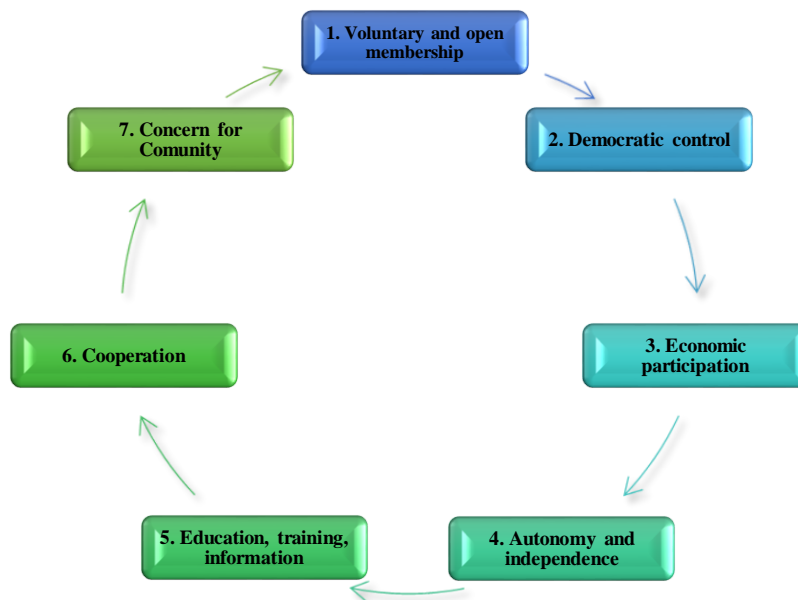 1. Voluntary and open
membership
2. Democratic control
3. Economic
participation
4. Autonomy and
independence
5. Education, training,
information
6. Cooperation
7. Concern for
Comunity